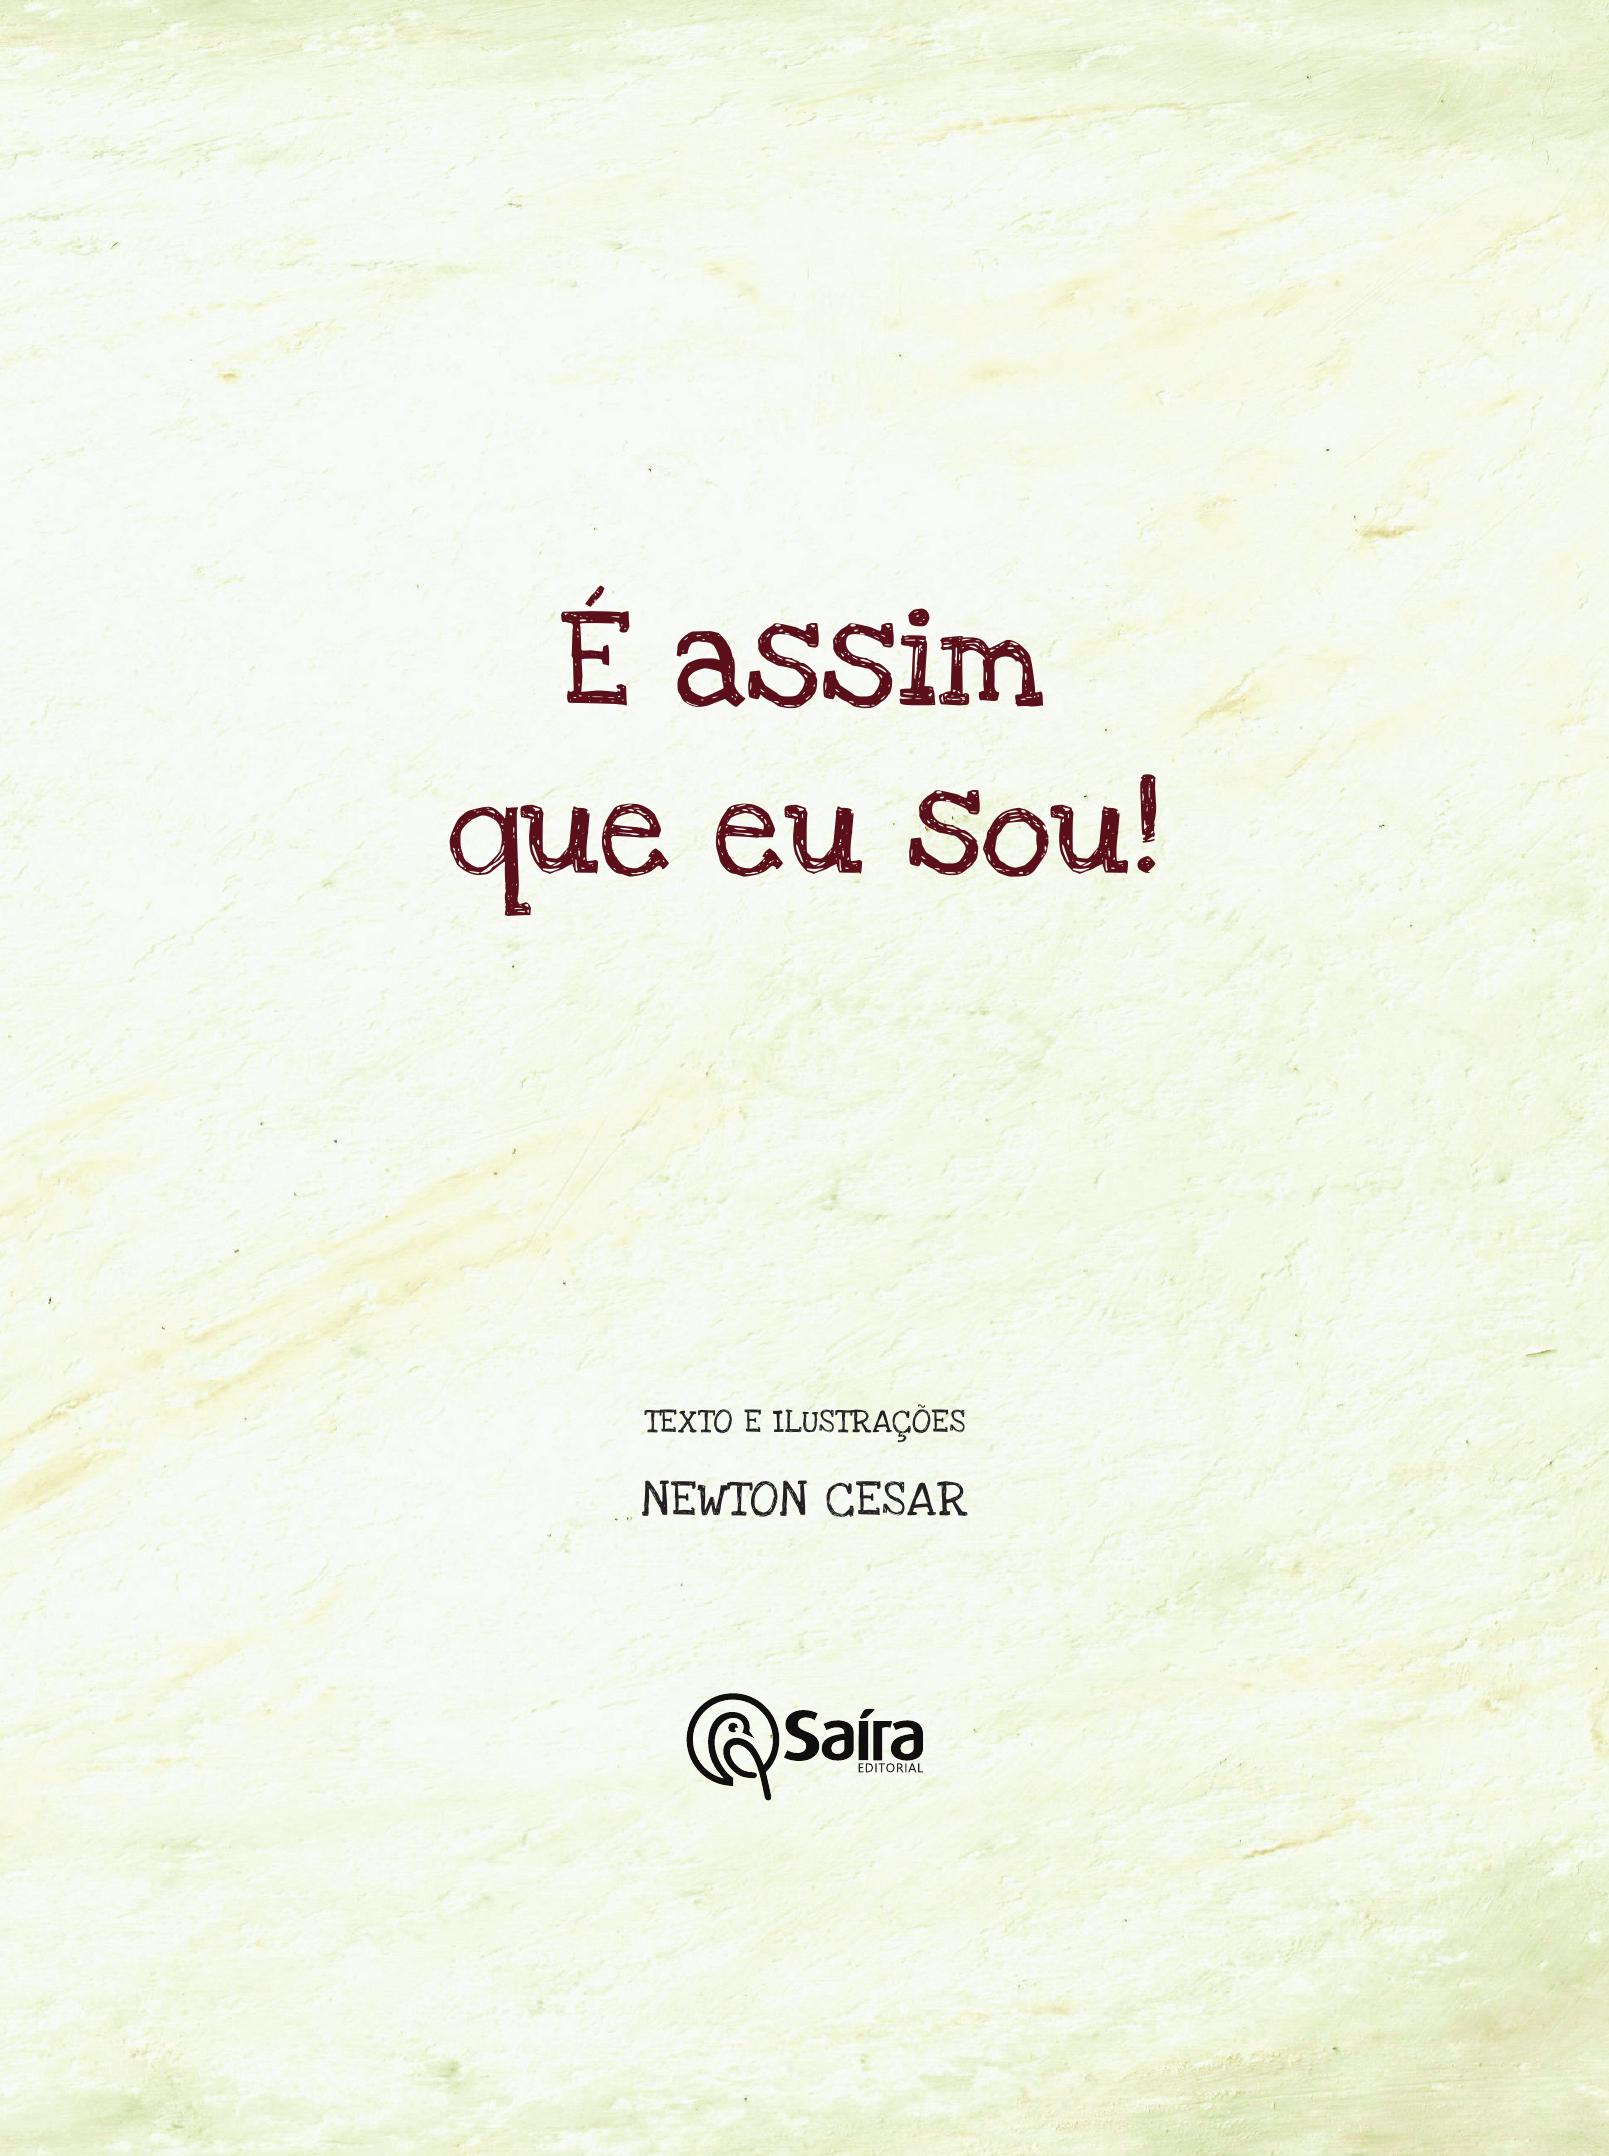 É assim
que eu sou!
TEXTO E ILUSTRAÇÕES
NEWTON CESAR
Saíra
EDITORIAL